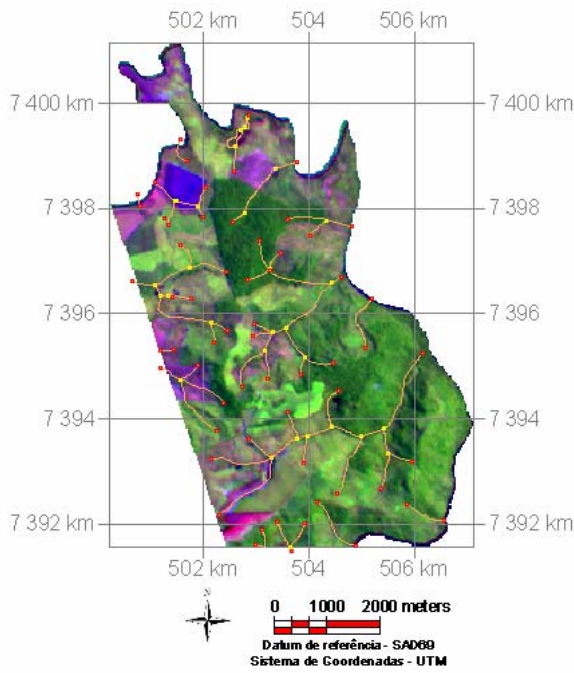 502 km 504 506 km
7 400 km 7 400 km
7 398 7 398
7 396 7 396
7 394 7 394
7 392 km 7 392 km
502 km 504 506 km
N
0 1000 2000 meters
Datum de referência - SAD69
Sistema de Coordenadas - UTM